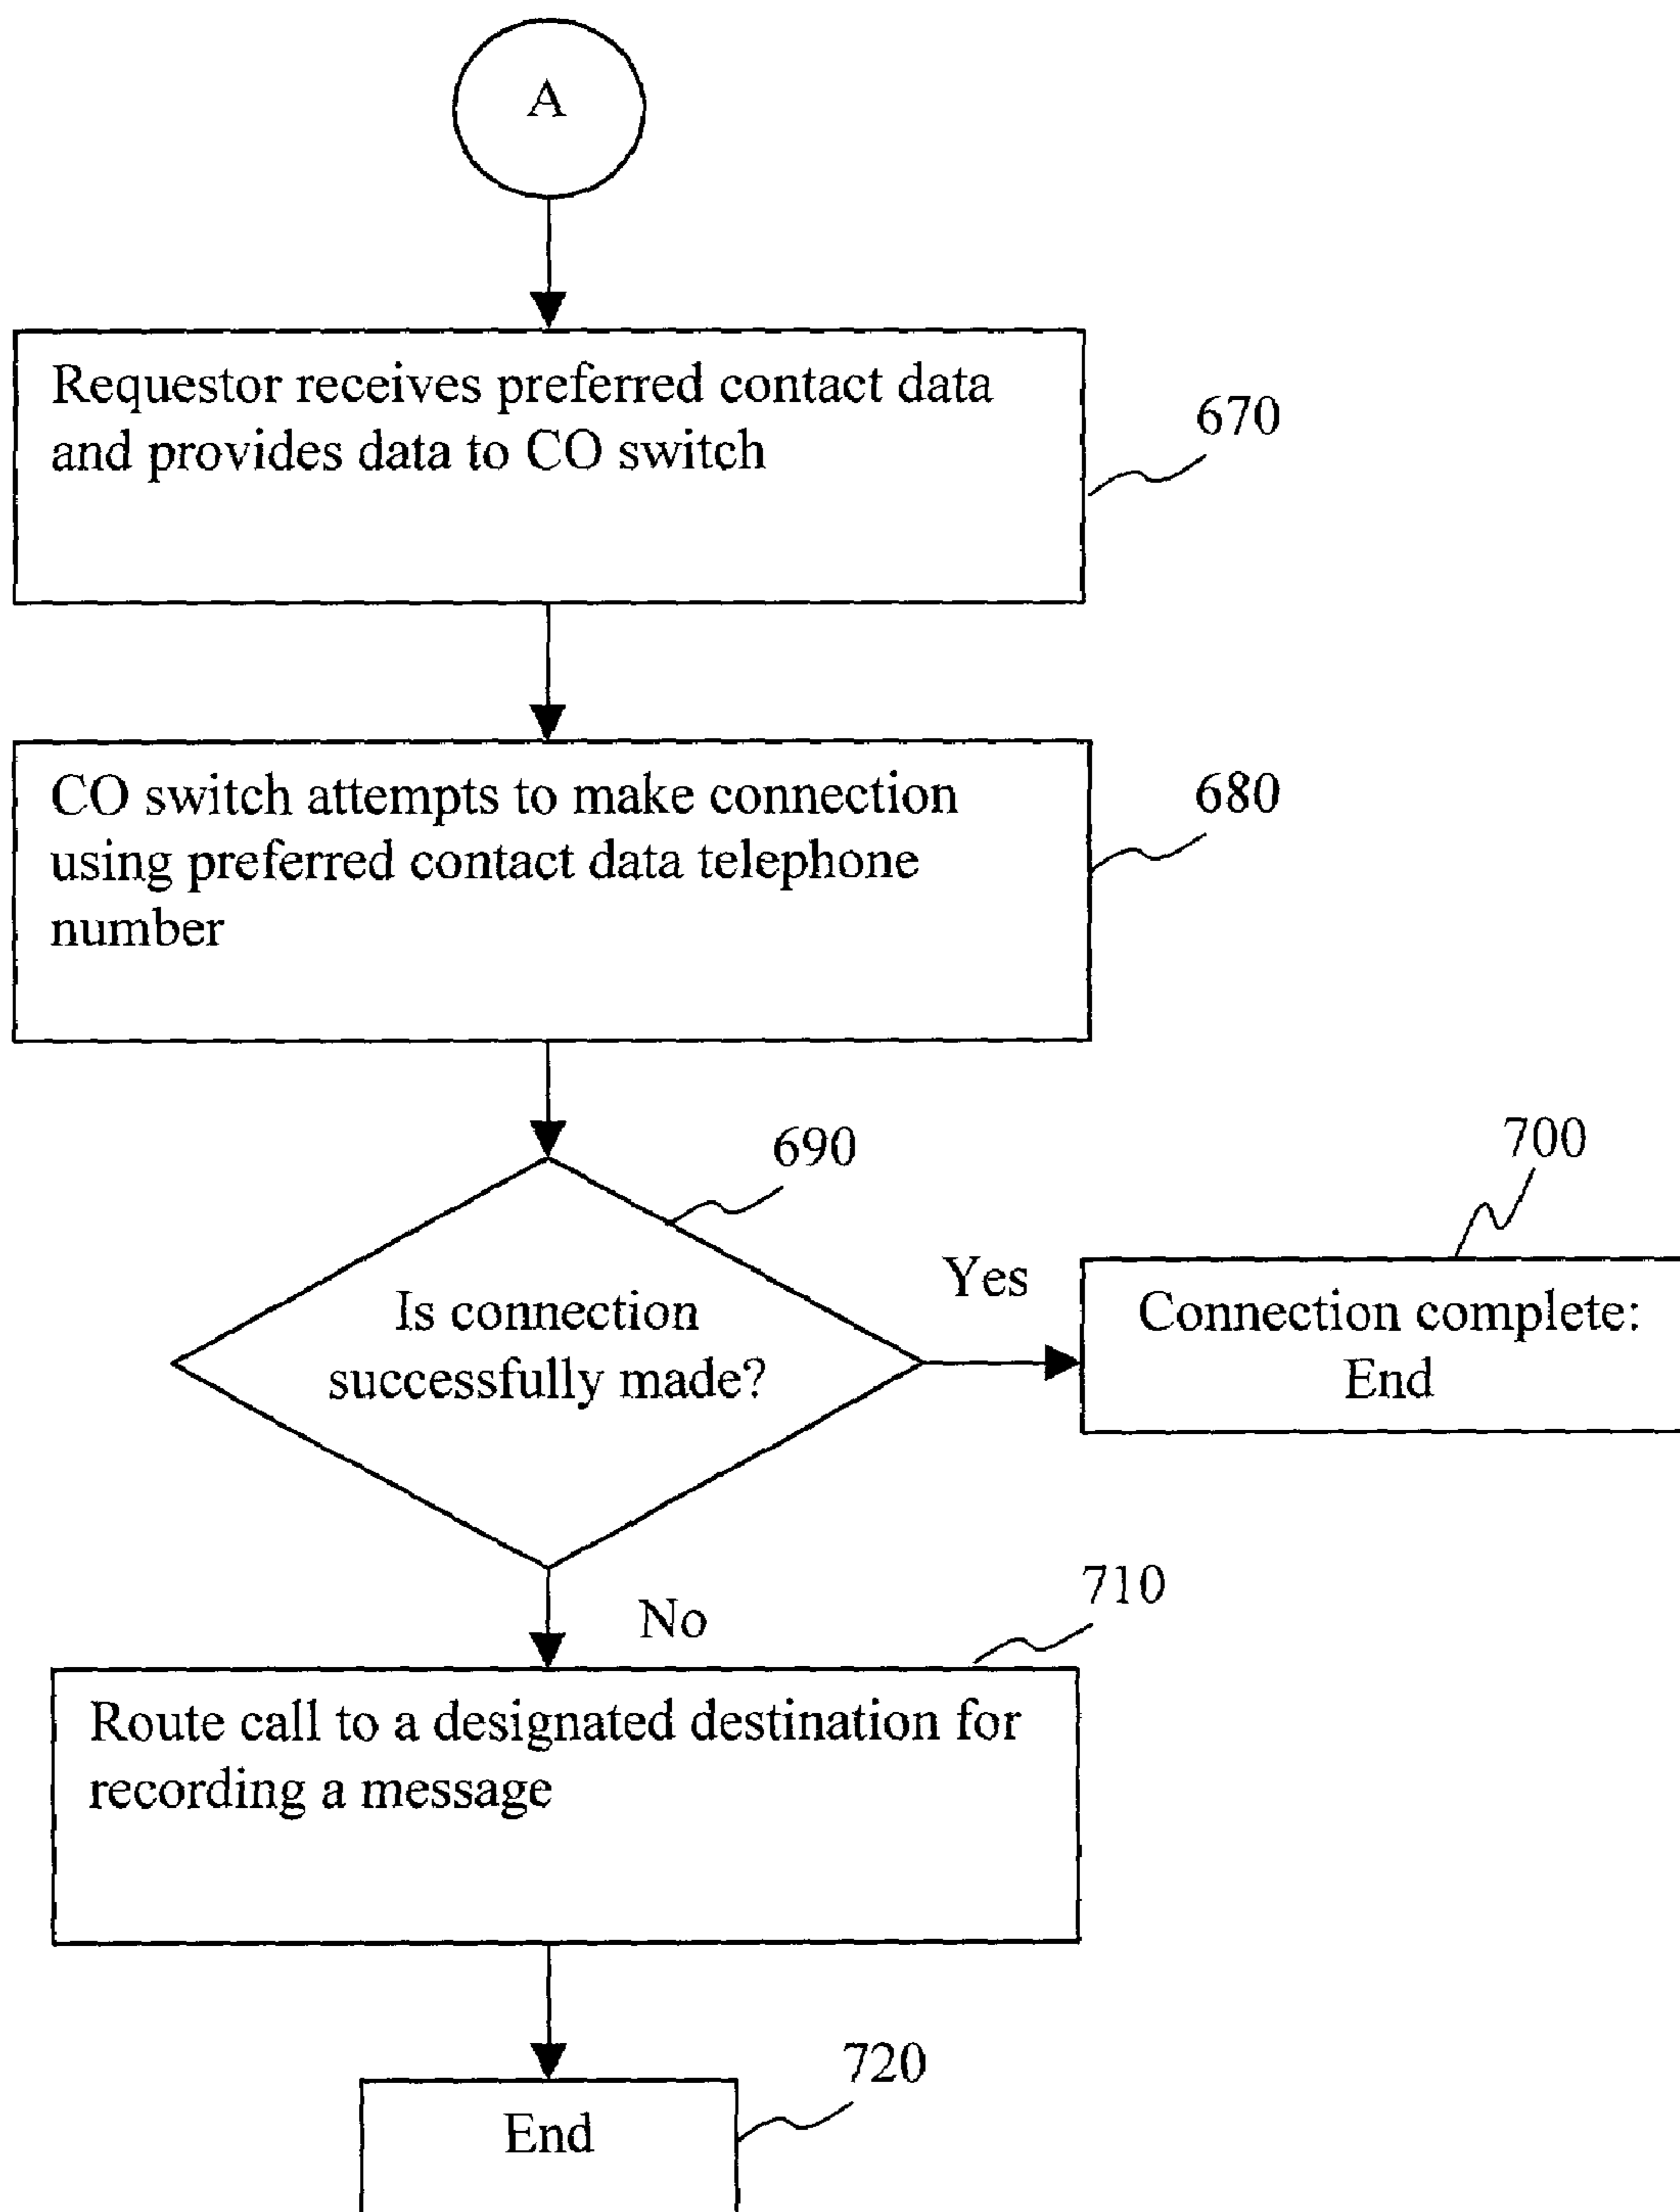 A
Requestor receives preferred contact data
and provides data to CO switch
670
CO switch attempts to make connection
using preferred contact data telephone
number
680
690
700
Is connection
successfully made?
Yes
Connection complete:
End
No
710
Route call to a designated destination for
recording a message
720
End